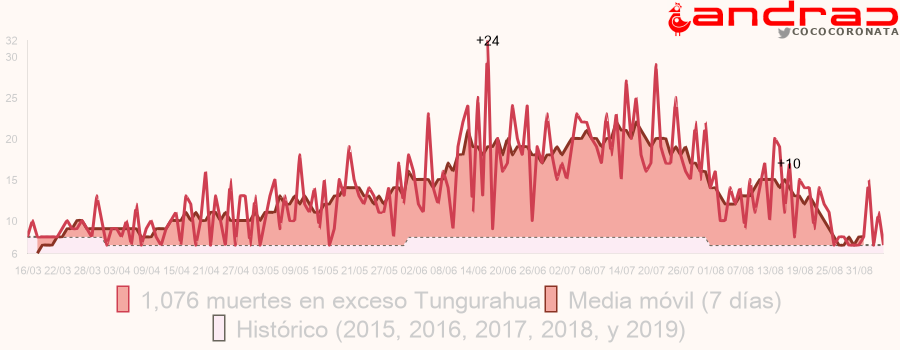 andrab
COCOCORONATA
+24
+10
32
30
25
20
15
10
6
16/03 22/03 28/03 03/04 09/04 15/04 21/04 27/04 03/05 09/05 15/05 21/05 27/05 02/06 08/06 14/06 20/06 26/06 02/07 08/07 14/07 20/07 26/07 01/08 07/08 13/08 19/08 25/08 31/08
1,076 muertes en exceso Tungurahua Media móvil (7 días)
Histórico (2015, 2016, 2017, 2018, y 2019)